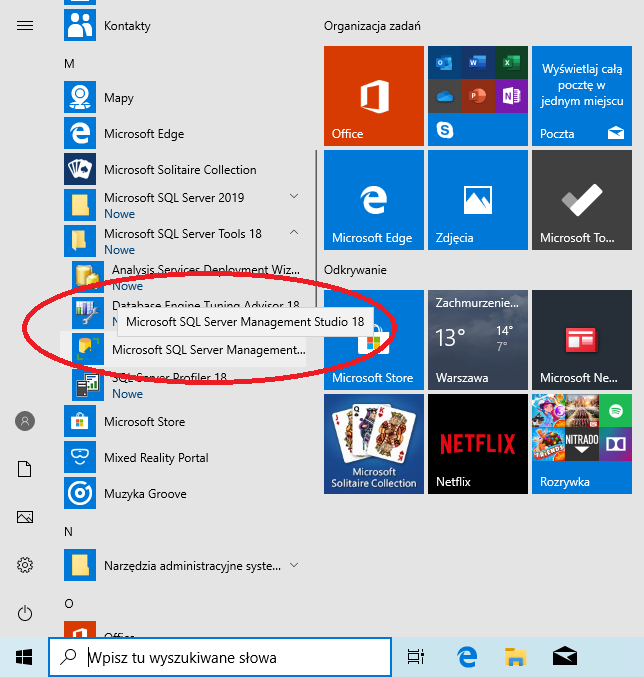 Kontakty
M
Mapy
Microsoft Edge
Microsoft Solitaire Collection
Microsoft SQL Server 2019
Nowe
Microsoft SQL Server Tools 18
Nowe
Analysis Services Deployment Wiz...
Nowe
Database Engine Tuning Advisor 18
Microsoft SQL Server Management Studio 18
Microsoft SQL Server Management...
SQL Server Profiler 18
Nowe
Microsoft Store
Mixed Reality Portal
Muzyka Groove
N
Narzędzia administracyjne syste...
O
Office
Wpisz tu wyszukiwane słowa
Organizacja zadań
Office
Wyświetlaj całą
pocztę w
jednym miejscu
Poczta
Microsoft Edge
Zdjęcia
Microsoft To...
Odkrywanie
Microsoft Store
Zachmurzenie...
13°
14°
7°
Warszawa
Microsoft Ne...
Microsoft
Solitaire Collection
NETFLIX
Netflix
NITRADO
FRIENDS
Rozrywka